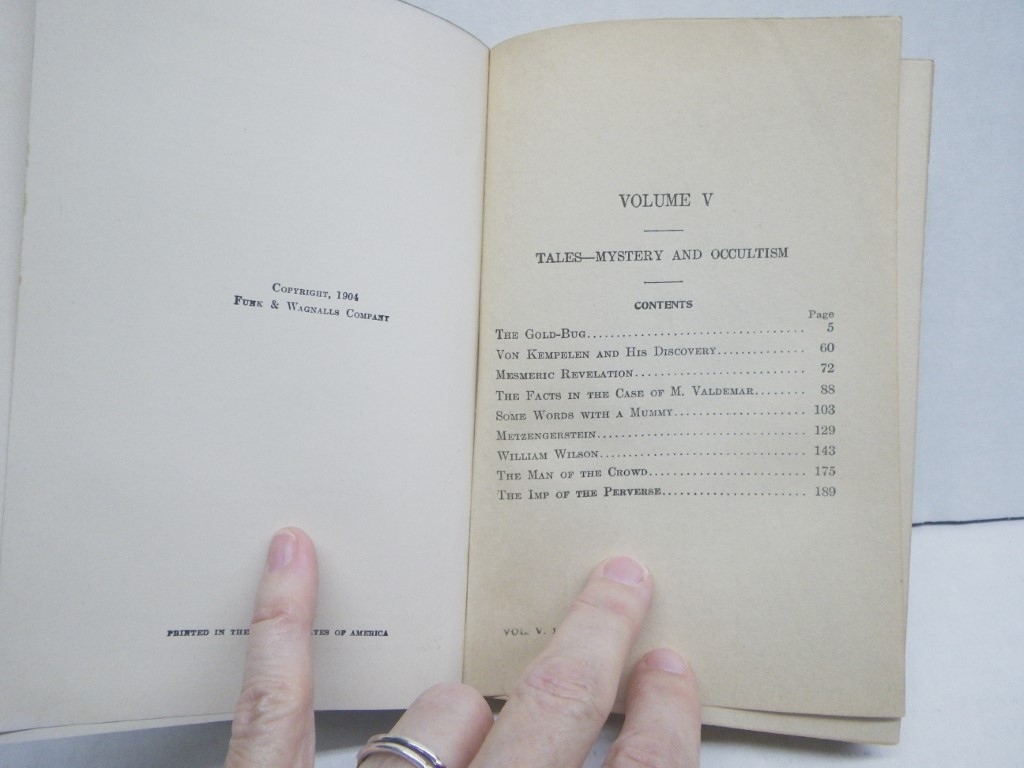 COPYRIGHT, 1904
FUNK & WAGNALLS COMPANY
PRINTED IN THE TES OF AMERICA
VOLUME V
TALES—MYSTERY AND OCCULTISM
CONTENTS
Page
THE GOLD-BUG................................ 5
VON KEMPELEN AND HIS DISCOVERY............. 60
MESMERIC REVELATION......................... 72
THE FACTS IN THE CASE OF M. VALDEMAR........ 88
SOME WORDS WITH A MUMMY.................... 103
METZENGERSTEIN.............................. 129
WILLIAM WILSON.............................. 143
THE MAN OF THE CROWD....................... 175
THE IMP OF THE PERVERSE..................... 189
VOL. V.